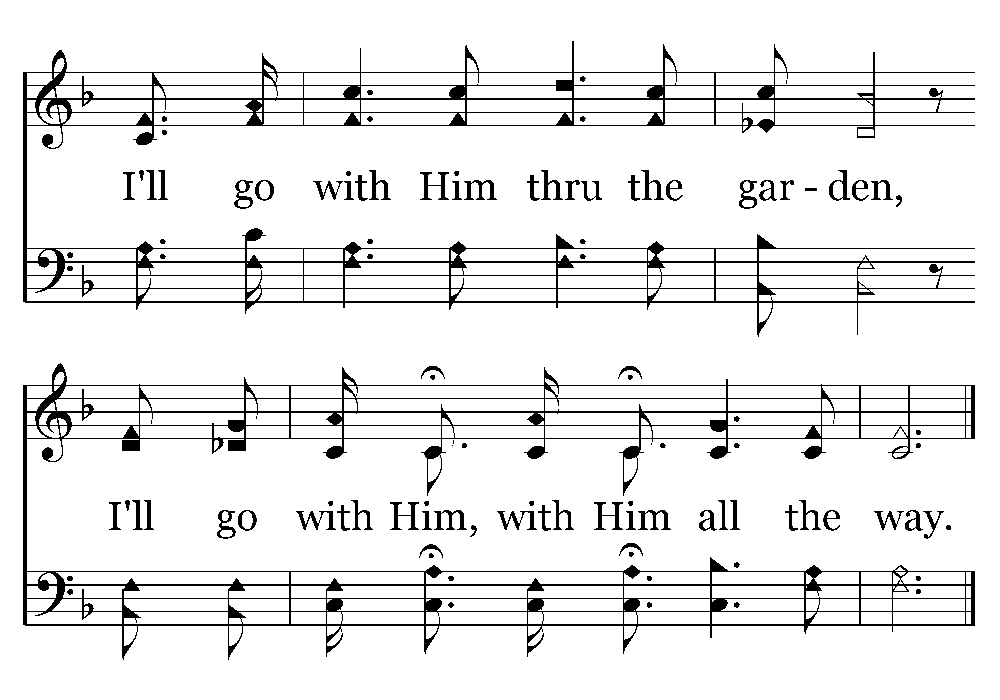 I'll go with Him thru the gar - den,
I'll go with Him, with Him all the way.